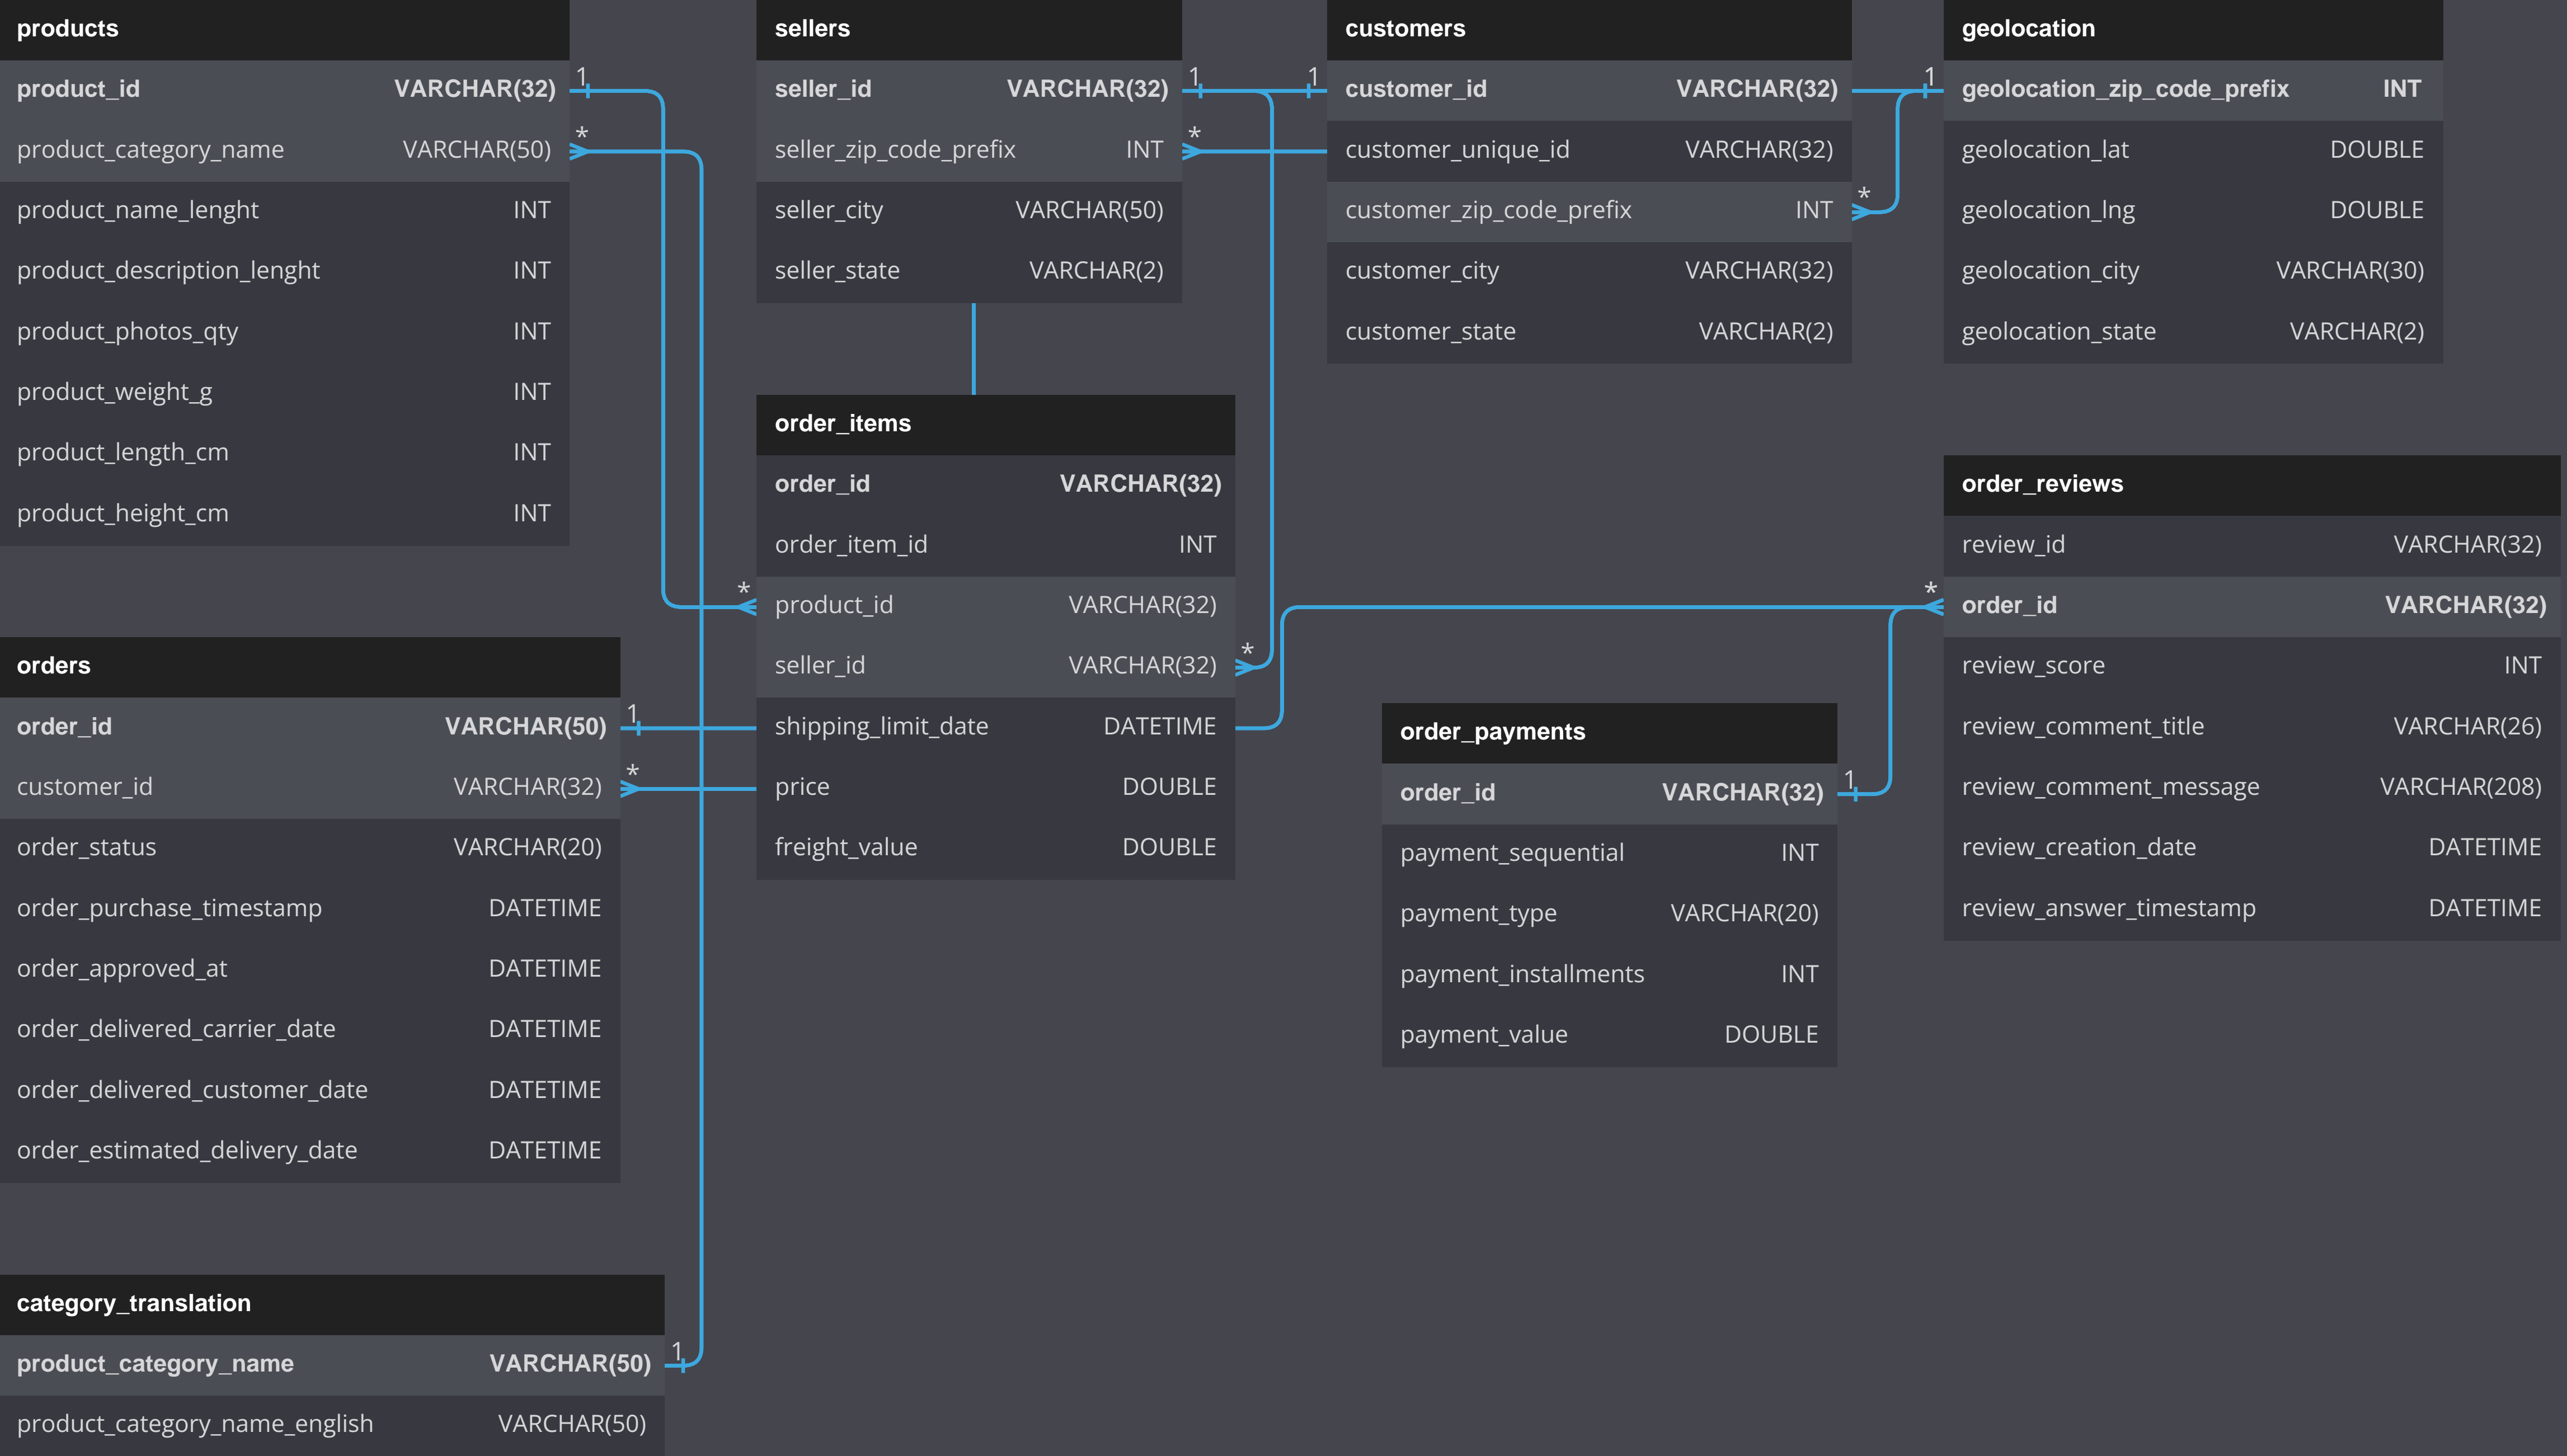 products
product_id VARCHAR(32) 1
product_category_name VARCHAR(50) *
product_name_lenght INT
product_description_lenght INT
product_photos_qty INT
product_weight_g INT
product_length_cm INT
product_height_cm INT
sellers
seller_id VARCHAR(32) 1
seller_zip_code_prefix INT *
seller_city VARCHAR(50)
seller_state VARCHAR(2)
customers
1 customer_id VARCHAR(32)
customer_unique_id VARCHAR(32)
customer_zip_code_prefix INT *
customer_city VARCHAR(32)
customer_state VARCHAR(2)
geolocation
1 geolocation_zip_code_prefix INT
geolocation_lat DOUBLE
geolocation_lng DOUBLE
geolocation_city VARCHAR(30)
geolocation_state VARCHAR(2)
order_items
order_id VARCHAR(32)
order_item_id INT
* product_id VARCHAR(32)
seller_id VARCHAR(32) *
shipping_limit_date DATETIME
price DOUBLE
freight_value DOUBLE
order_reviews
review_id VARCHAR(32)
* order_id VARCHAR(32)
review_score INT
review_comment_title VARCHAR(26)
review_comment_message VARCHAR(208)
review_creation_date DATETIME
review_answer_timestamp DATETIME
orders
order_id VARCHAR(50) 1
customer_id VARCHAR(32) *
order_status VARCHAR(20)
order_purchase_timestamp DATETIME
order_approved_at DATETIME
order_delivered_carrier_date DATETIME
order_delivered_customer_date DATETIME
order_estimated_delivery_date DATETIME
order_payments
order_id VARCHAR(32) 1
payment_sequential INT
payment_type VARCHAR(20)
payment_installments INT
payment_value DOUBLE
category_translation
product_category_name VARCHAR(50) 1
product_category_name_english VARCHAR(50)